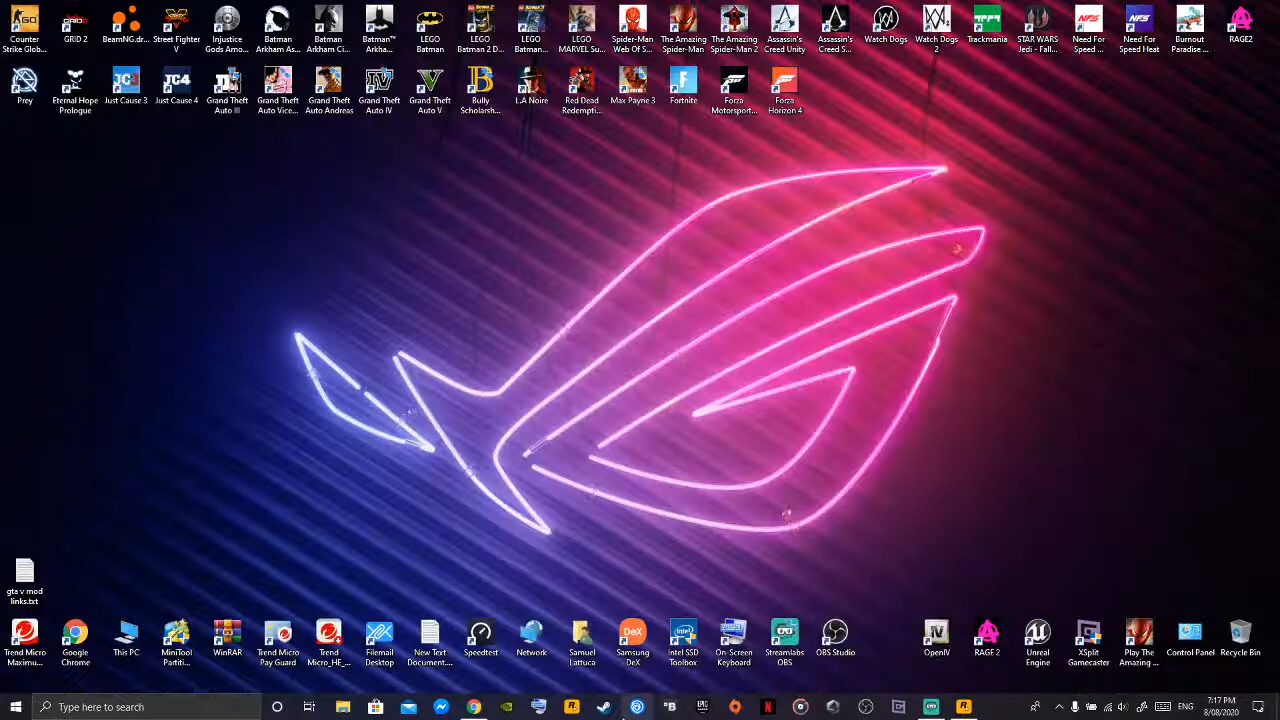 Counter
Strike Glob...
GRID 2
BeamNG.dr...
Street Fighter
V
Injustice
Gods Amo...
Batman
Arkham As...
Batman
Arkham Ci...
Batman
Arkham...
LEGO
Batman
LEGO
Batman 2 D...
LEGO
Batman...
LEGO
MARVEL Su...
Spider-Man
Web Of S...
The Amazing
Spider-Man
The Amazing
Spider-Man 2
Assassin's
Creed Unity
Assassin's
Creed S...
Watch Dogs
Watch Dogs
2
Trackmania
STAR WARS
Jedi - Fall...
Need For
Speed ...
Need For
Speed Heat
Burnout
Paradise ...
RAGE2
Prey
Eternal Hope
Prologue
Just Cause 3
Just Cause 4
Grand Theft
Auto III
Grand Theft
Auto Vice...
Grand Theft
Auto Andreas
Grand Theft
Auto IV
Grand Theft
Auto V
Bully
Scholarsh...
L.A Noire
Red Dead
Redempti...
Max Payne 3
Fortnite
Forza
Motorsport...
Forza
Horizon 4
gta v mod
links.txt
Trend Micro
Maximu...
Google
Chrome
This PC
MiniTool
Partiti...
WinRAR
Trend Micro
Pay Guard
Trend
Micro_HE_...
Filemail
Desktop
New Text
Document....
Speedtest
Network
Samuel
Lattuca
Samsung
DeX
Intel SSD
Toolbox
On-Screen
Keyboard
Streamlabs
OBS
OBS Studio
OpenIV
RAGE 2
Unreal
Engine
XSplit
Gamecaster
Play The
Amazing ...
Control Panel
Recycle Bin
Type here to search
ENG
7:17 PM
8/08/2020